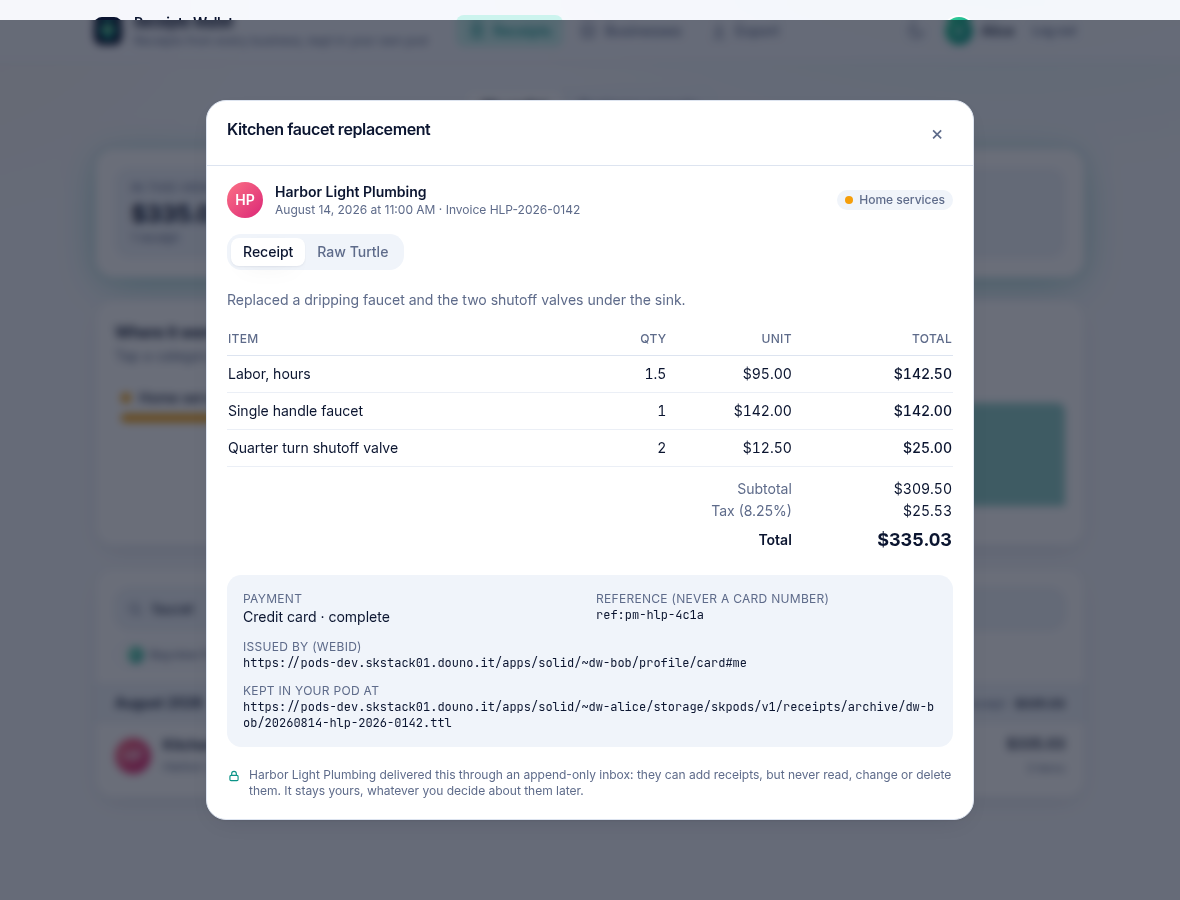 Kitchen faucet replacement
×
HP
Harbor Light Plumbing
August 14, 2026 at 11:00 AM · Invoice HLP-2026-0142
Home services
Receipt Raw Turtle
Replaced a dripping faucet and the two shutoff valves under the sink.
ITEM QTY UNIT TOTAL
Labor, hours 1.5 $95.00 $142.50
Single handle faucet 1 $142.00 $142.00
Quarter turn shutoff valve 2 $12.50 $25.00
Subtotal $309.50
Tax (8.25%) $25.53
Total $335.03
PAYMENT
Credit card · complete
REFERENCE (NEVER A CARD NUMBER)
ref:pm-hlp-4c1a
ISSUED BY (WEBID)
https://pods-dev.skstack01.douno.it/apps/solid/~dw-bob/profile/card#me
KEPT IN YOUR POD AT
https://pods-dev.skstack01.douno.it/apps/solid/~dw-alice/storage/skpods/v1/receipts/archive/dw-b
ob/20260814-hlp-2026-0142.ttl
Harbor Light Plumbing delivered this through an append-only inbox: they can add receipts, but never read, change or delete
them. It stays yours, whatever you decide about them later.